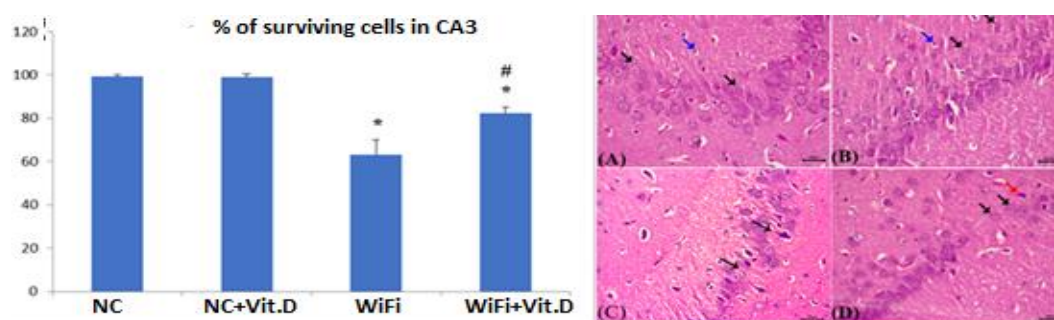 % of surviving cells in CA3
120
100
80
60
40
20
0
*
#
*
NC
NC+Vit.D
WiFi
WiFi+Vit.D
(A)
(B)
(C)
(D)